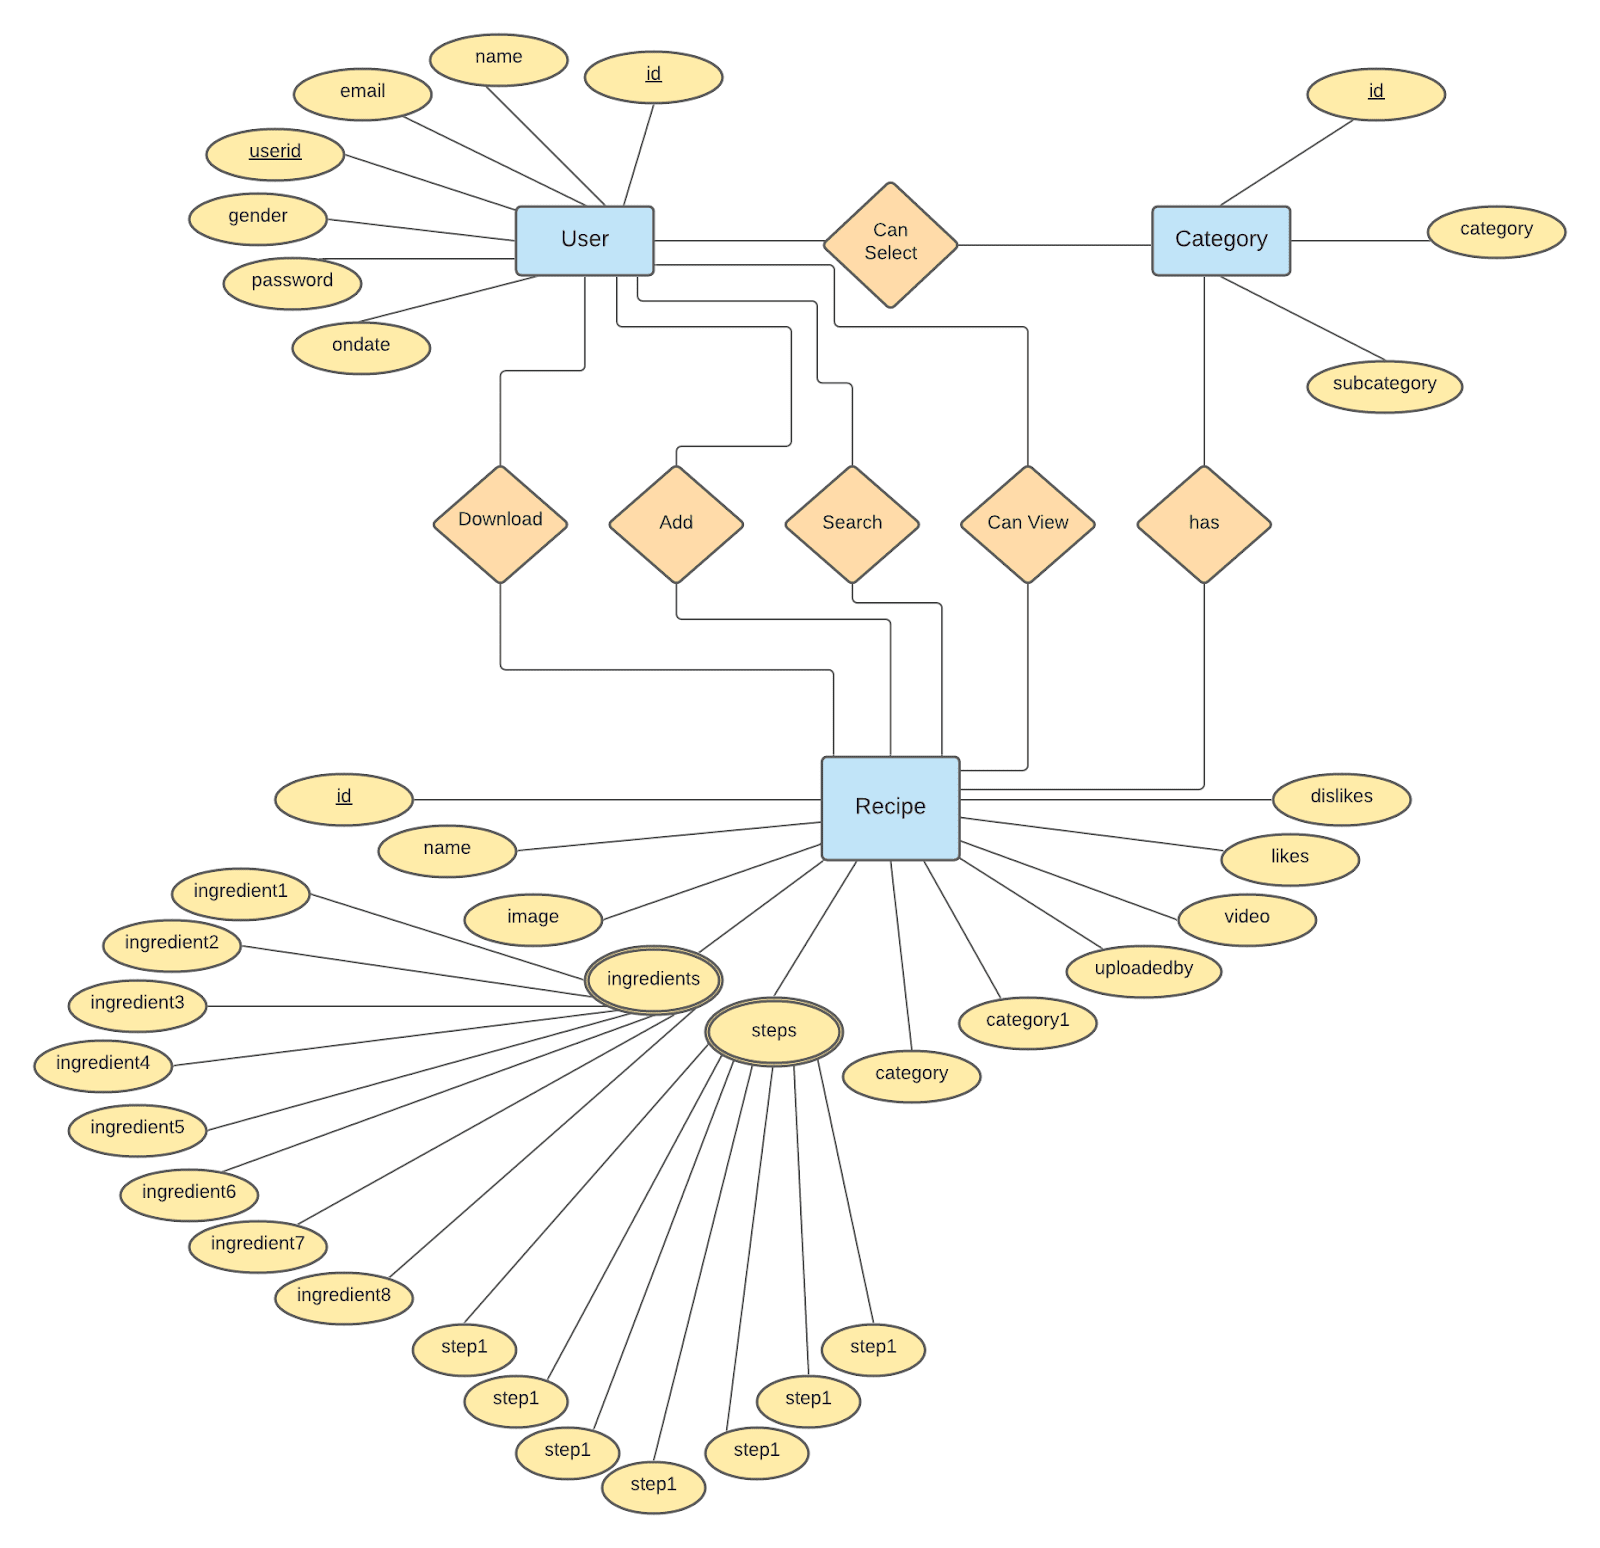 name
id
email
userid
gender
password
ondate
User
Can
Select
Category
id
category
subcategory
Download
Add
Search
Can View
has
Recipe
id
name
image
ingredients
steps
category
category1
uploadedby
video
likes
dislikes
ingredient1
ingredient2
ingredient3
ingredient4
ingredient5
ingredient6
ingredient7
ingredient8
step1
step1
step1
step1
step1
step1
step1